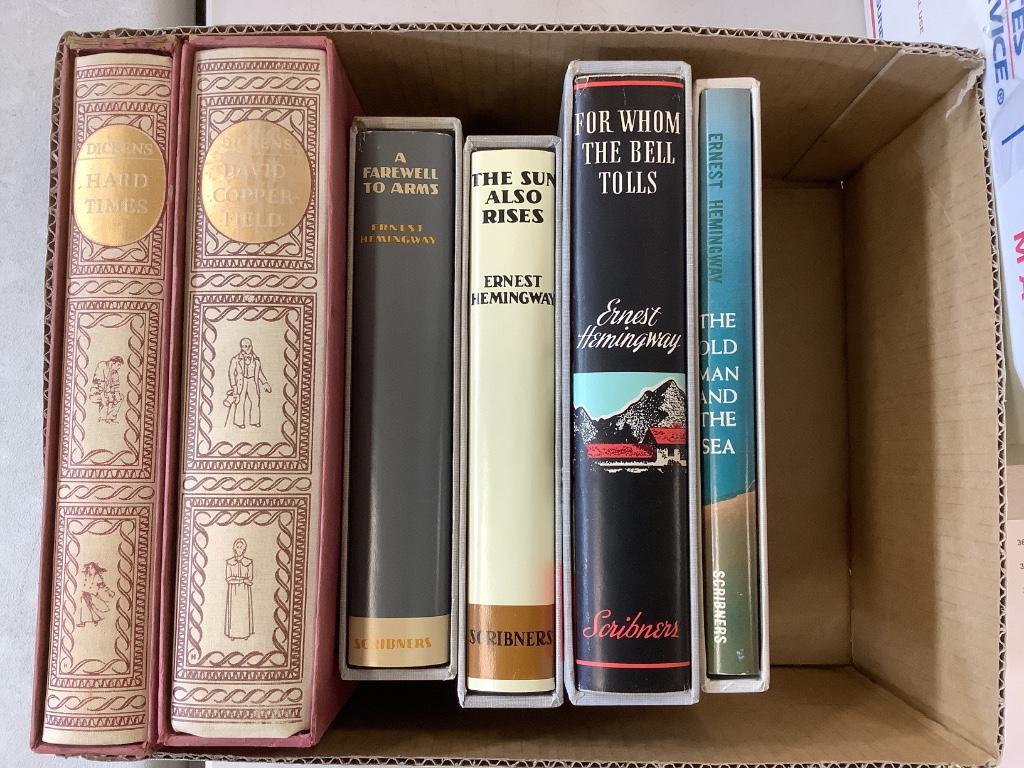 DICKENS
HARD
TIMES
DICKENS
DAVID
COPPER-
FIELD
A
FAREWELL
TO ARMS
ERNEST
HEMINGWAY
SCRIBNERS
THE SUN
ALSO
RISES
ERNEST
HEMINGWAY
SCRIBNERS
FOR WHOM
THE BELL
TOLLS
Ernest
Hemingway
Scribners
ERNEST HEMINGWAY
THE
OLD
MAN
AND
THE
SEA
SCRIBNERS
VICE®